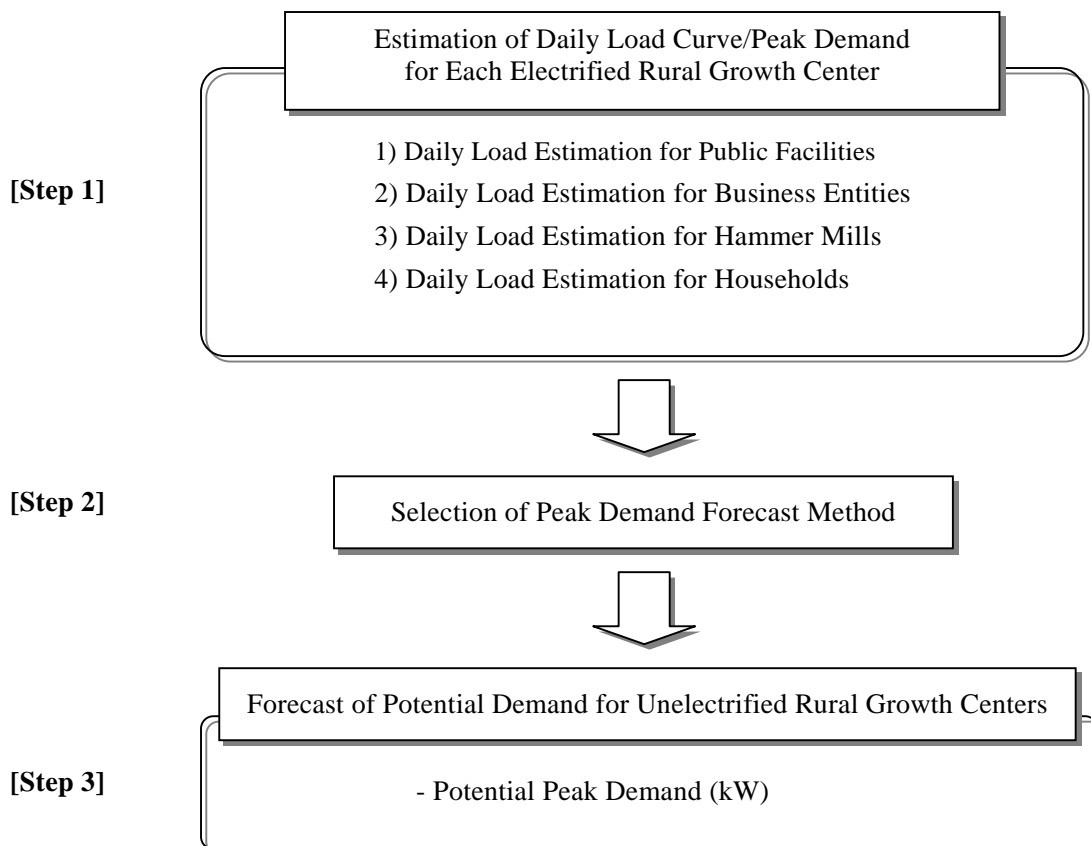 Estimation of Daily Load Curve/Peak Demand
for Each Electrified Rural Growth Center
[Step 1]
1) Daily Load Estimation for Public Facilities
2) Daily Load Estimation for Business Entities
3) Daily Load Estimation for Hammer Mills
4) Daily Load Estimation for Households
[Step 2]
Selection of Peak Demand Forecast Method
Forecast of Potential Demand for Unelectrified Rural Growth Centers
[Step 3]
- Potential Peak Demand (kW)